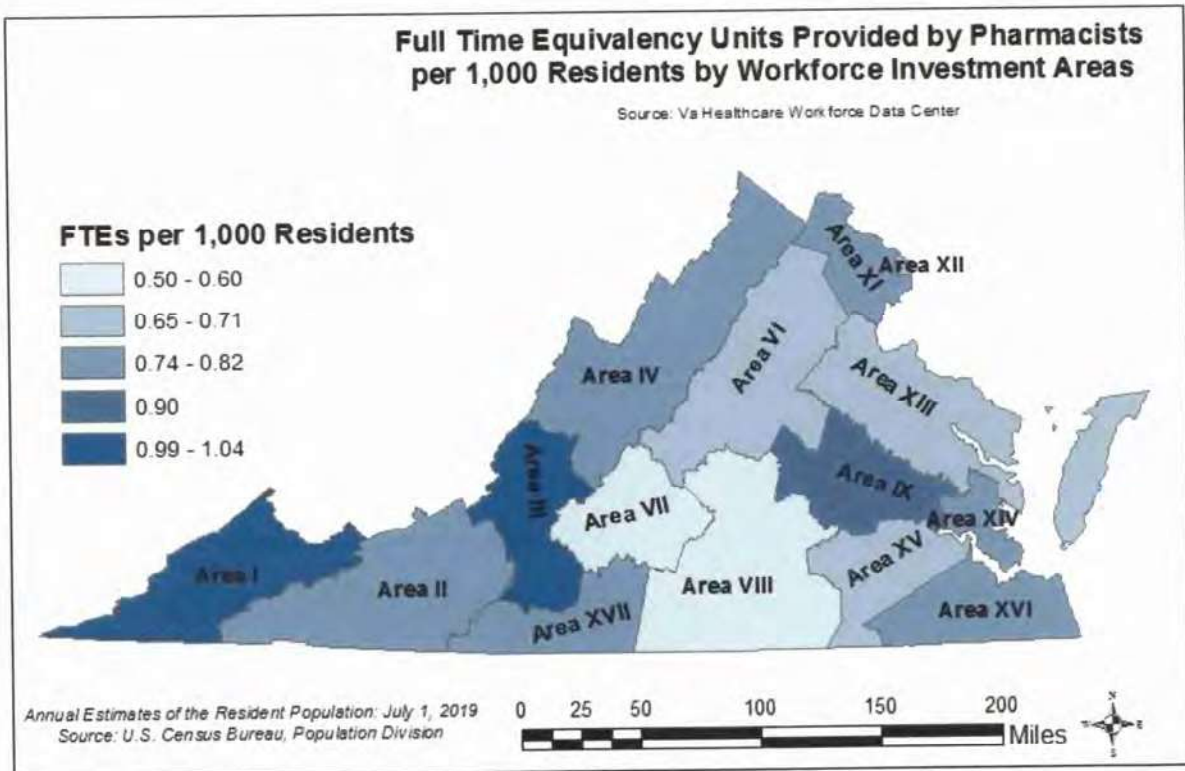 Full Time Equivalency Units Provided by Pharmacists
per 1,000 Residents by Workforce Investment Areas
Source: Va Healthcare Workforce Data Center
FTEs per 1,000 Residents
0.50 - 0.60
0.65 - 0.71
0.74 - 0.82
0.90
0.99 - 1.04
Area XI
Area XII
Area VI
Area IV
Area XIII
Area III
Area IX
Area VII
Area XIV
Area XV
Area I
Area II
Area VIII
Area XVII
Area XVI
Annual Estimates of the Resident Population: July 1, 2019
Source: U.S. Census Bureau, Population Division
0 25 50 100 150 200
Miles
N
W E
S